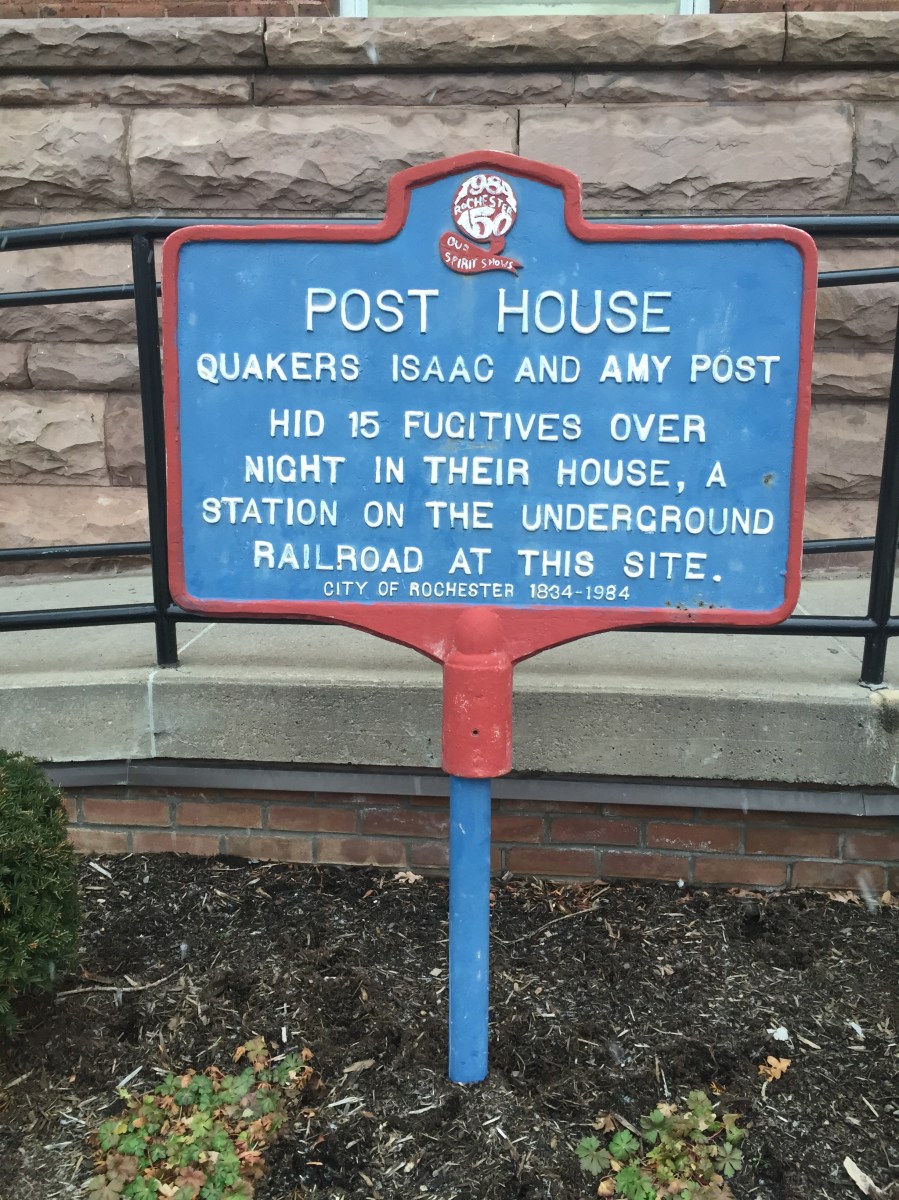 1984
ROCHESTER
150
OUR
SPIRIT SHOWS
POST HOUSE
QUAKERS ISAAC AND AMY POST
HID 15 FUGITIVES OVER
NIGHT IN THEIR HOUSE, A
STATION ON THE UNDERGROUND
RAILROAD AT THIS SITE.
CITY OF ROCHESTER 1834-1984